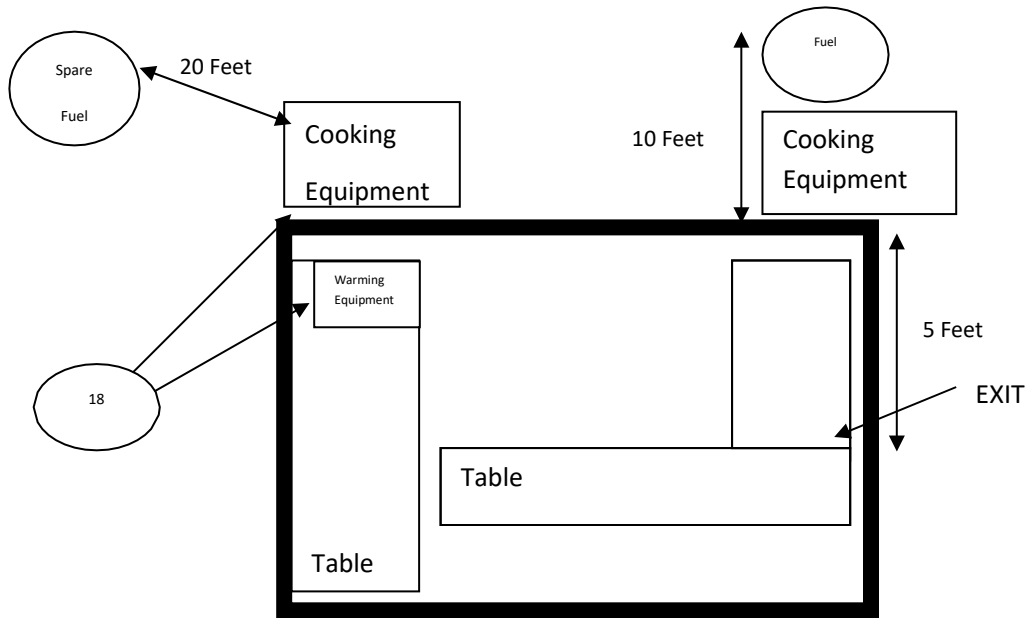 Spare
Fuel
20 Feet
Cooking
Equipment
Fuel
10 Feet
Cooking
Equipment
Warming
Equipment
5 Feet
EXIT
18
Table
Table